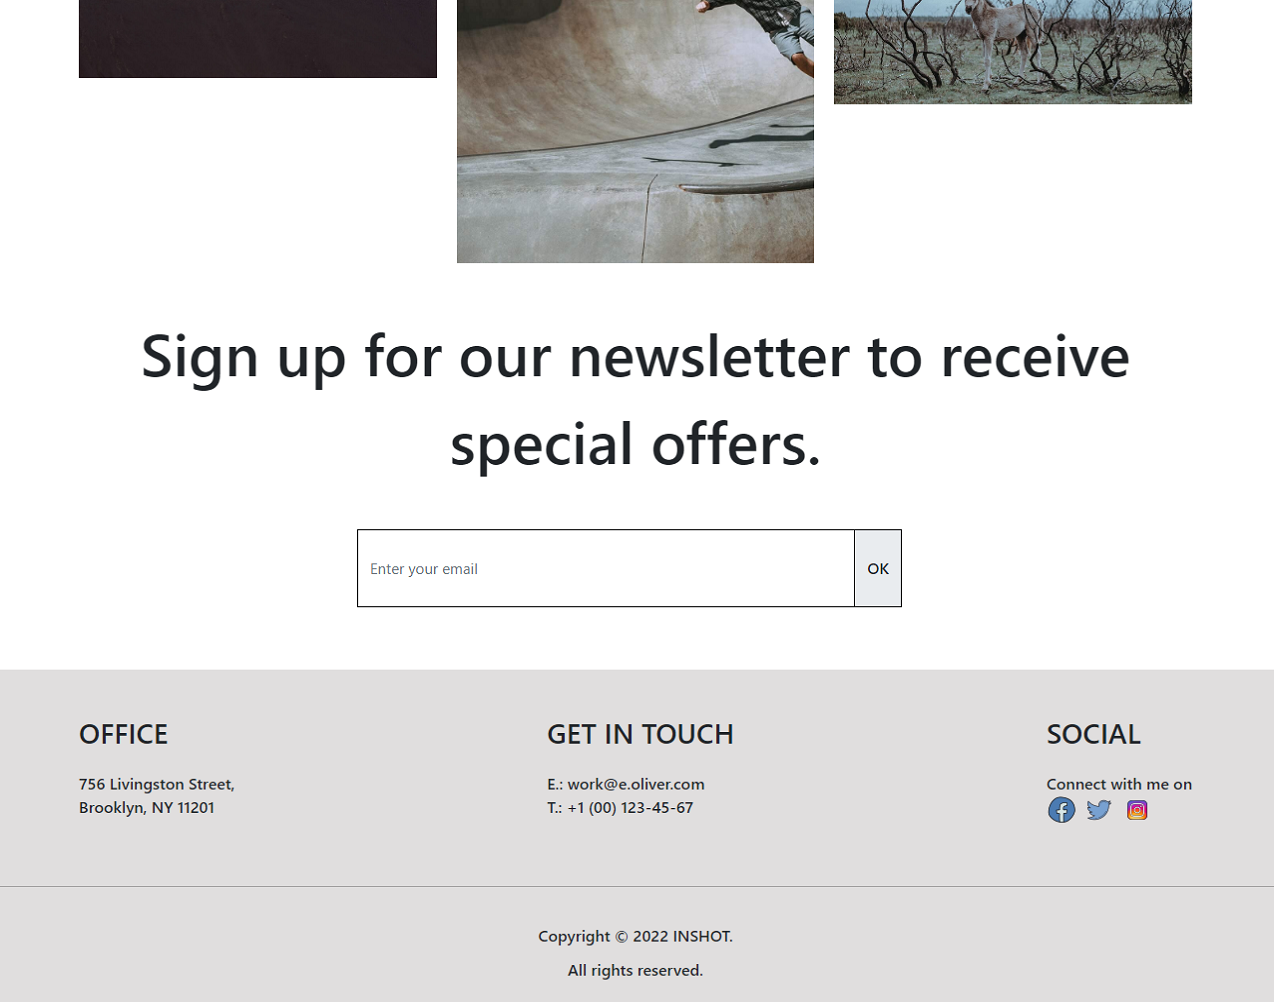 Sign up for our newsletter to receive
special offers.
Enter your email
OK
OFFICE
756 Livingston Street,
Brooklyn, NY 11201
GET IN TOUCH
E.: work@e.oliver.com
T.: +1 (00) 123-45-67
SOCIAL
Connect with me on
Copyright © 2022 INSHOT.
All rights reserved.